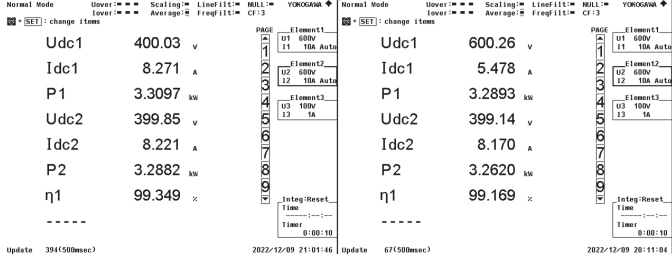 Normal Mode Uover:= = = Scaling:= LineFilt:= NULL:= YOKOGAWA
Iover:= = = Average: FreqFilt:= CF:3
SET : change items
PAGE
Udc1 400.03 V
Idc1 8.271 A
P1 3.3097 kW
Udc2 399.85 V
Idc2 8.221 A
P2 3.2882 kW
η1 99.349 %
-----
1
2
3
4
5
6
7
8
9
Element1
U1 600V
I1 10A Auto
Element2
U2 600V
I2 10A Auto
Element3
U3 100V
I3 1A
Integ:Reset
Time
-----:--:--
Timer
0:00:10
Update 394(500msec) 2022/12/09 21:01:46
Normal Mode Uover:= = = Scaling:= LineFilt:= NULL:= YOKOGAWA
Iover:= = = Average: FreqFilt:= CF:3
SET : change items
PAGE
Udc1 600.26 V
Idc1 5.478 A
P1 3.2893 kW
Udc2 399.14 V
Idc2 8.170 A
P2 3.2620 kW
η1 99.169 %
-----
1
2
3
4
5
6
7
8
9
Element1
U1 600V
I1 10A Auto
Element2
U2 600V
I2 10A Auto
Element3
U3 100V
I3 1A
Integ:Reset
Time
-----:--:--
Timer
0:00:10
Update 67(500msec) 2022/12/09 20:11:04